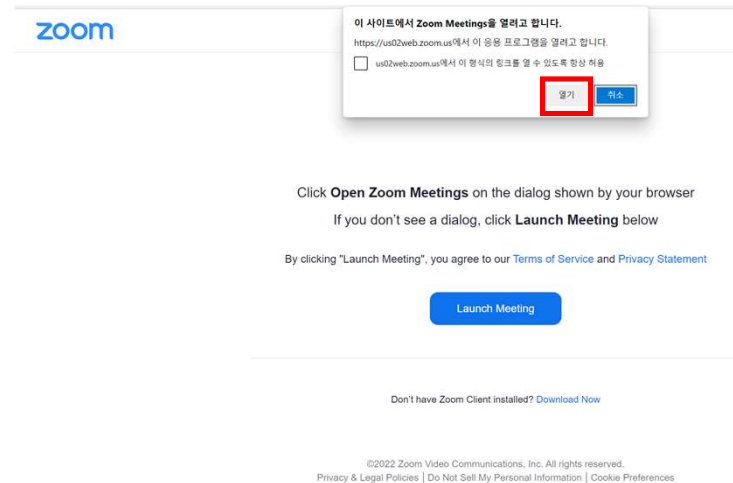 zoom
이 사이트에서 Zoom Meetings을 열려고 합니다.
https://us02web.zoom.us에서 이 응용 프로그램을 열려고 합니다.
us02web.zoom.us에서 이 형식의 링크를 열 수 있도록 항상 허용
열기 취소
Click Open Zoom Meetings on the dialog shown by your browser
If you don't see a dialog, click Launch Meeting below
By clicking "Launch Meeting", you agree to our Terms of Service and Privacy Statement
Launch Meeting
Don't have Zoom Client installed? Download Now
©2022 Zoom Video Communications, Inc. All rights reserved.
Privacy & Legal Policies | Do Not Sell My Personal Information | Cookie Preferences